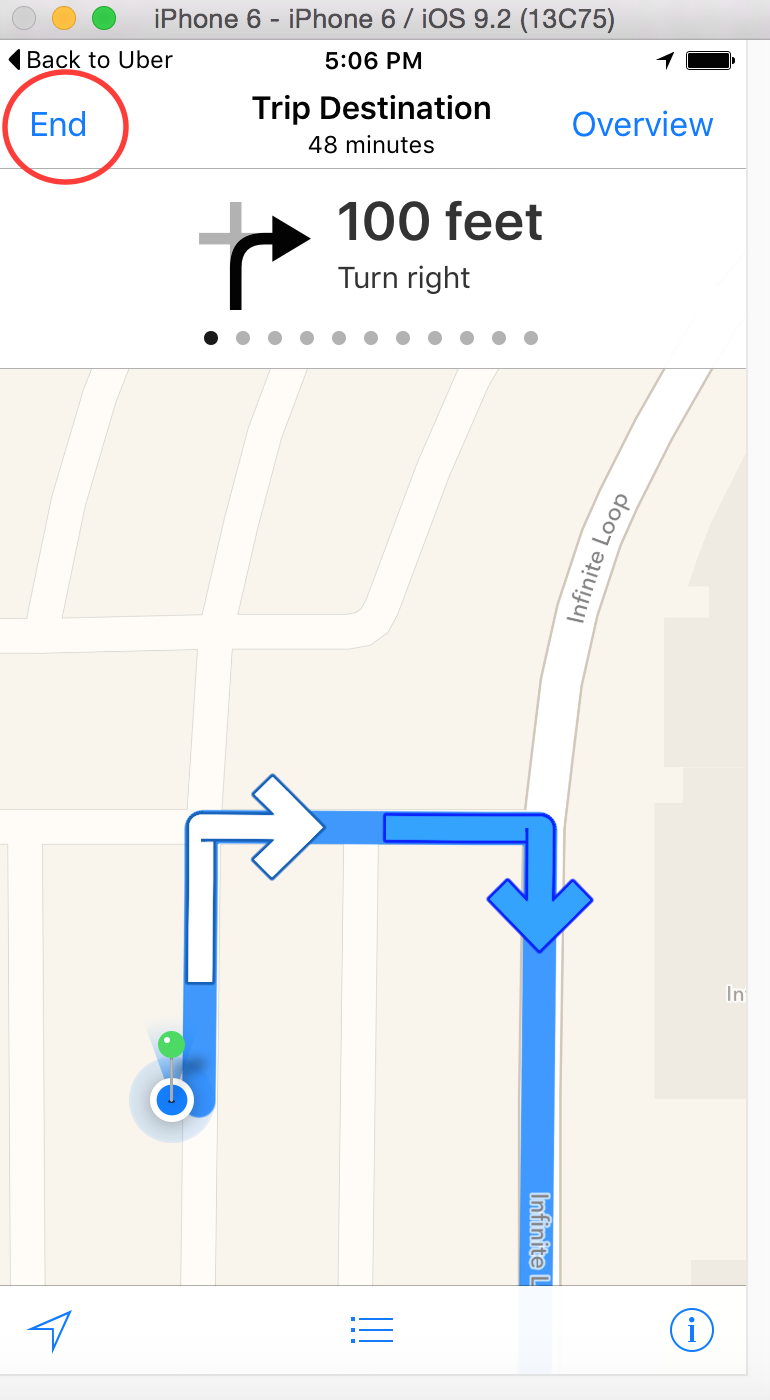 iPhone 6 - iPhone 6 / iOS 9.2 (13C75)
Back to Uber
5:06 PM
End
Trip Destination
Overview
48 minutes
100 feet
Turn right
Infinite Loop
In
Infinite L